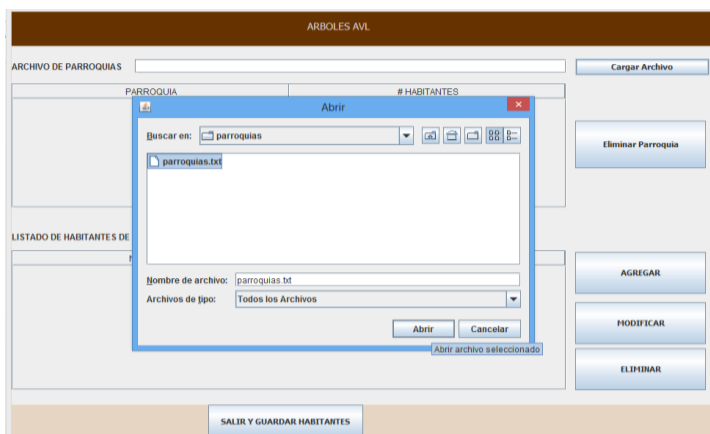 ARBOLES AVL
ARCHIVO DE PARROQUIAS
Cargar Archivo
PARROQUIA # HABITANTES
Abrir
Buscar en: parroquias
parroquias.txt
Eliminar Parroquia
LISTADO DE HABITANTES DE
Nombre de archivo: parroquias.txt
AGREGAR
Archivos de tipo: Todos los Archivos
Abrir Cancelar
MODIFICAR
Abrir archivo seleccionado
ELIMINAR
SALIR Y GUARDAR HABITANTES